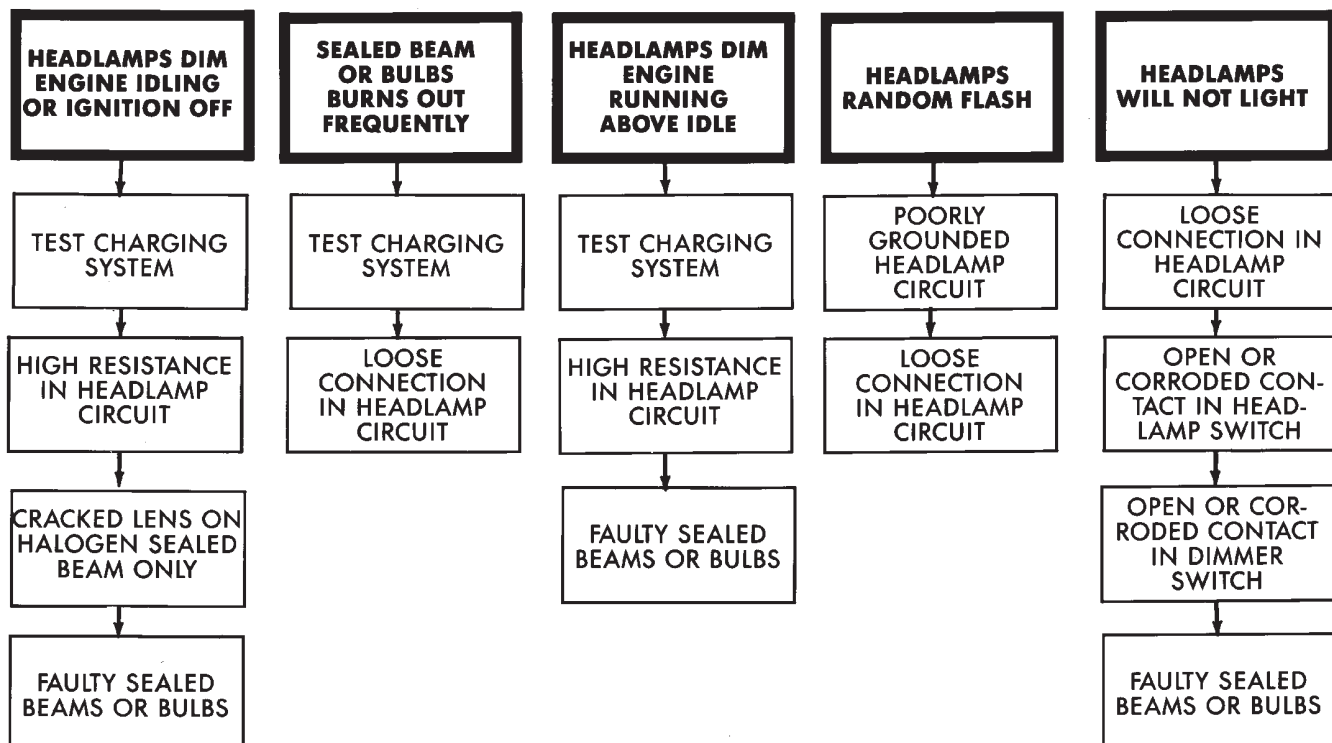 HEADLAMPS DIM
ENGINE IDLING
OR IGNITION OFF
TEST CHARGING
SYSTEM
HIGH RESISTANCE
IN HEADLAMP
CIRCUIT
CRACKED LENS ON
HALOGEN SEALED
BEAM ONLY
FAULTY SEALED
BEAMS OR BULBS
SEALED BEAM
OR BULBS
BURNS OUT
FREQUENTLY
TEST CHARGING
SYSTEM
LOOSE
CONNECTION
IN HEADLAMP
CIRCUIT
HEADLAMPS DIM
ENGINE
RUNNING
ABOVE IDLE
TEST CHARGING
SYSTEM
HIGH RESISTANCE
IN HEADLAMP
CIRCUIT
FAULTY SEALED
BEAMS OR BULBS
HEADLAMPS
RANDOM FLASH
POORLY
GROUNDED
HEADLAMP
CIRCUIT
LOOSE
CONNECTION
IN HEADLAMP
CIRCUIT
HEADLAMPS
WILL NOT LIGHT
LOOSE
CONNECTION IN
HEADLAMP
CIRCUIT
OPEN OR
CORRODED CON-
TACT IN HEAD-
LAMP SWITCH
OPEN OR COR-
RODED CONTACT
IN DIMMER
SWITCH
FAULTY SEALED
BEAMS OR BULBS